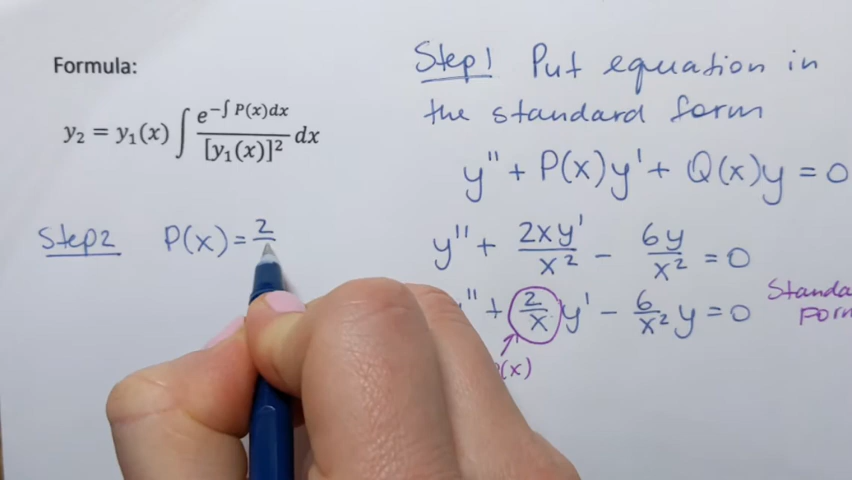 Formula:
y₂ = y₁(x) ∫ e^(−∫ P(x)dx) / [y₁(x)]² dx
Step 2 P(x) = 2/
Step 1 Put equation in
the standard form
y'' + P(x)y' + Q(x)y = 0
y'' + 2xy'/x² − 6y/x² = 0
'' + 2/x y' − 6/x² y = 0
Standa
form
(x)